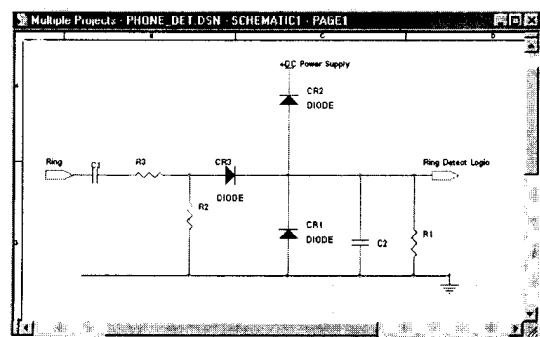 Multiple Projects - PHONE_DET.DSN - SCHEMATIC1 - PAGE1
B
C
D
+DC Power Supply
A
CR2
DIODE
Ring
C1
R3
CR3
Ring Detect Logic
DIODE
R2
CR1
DIODE
C2
R1